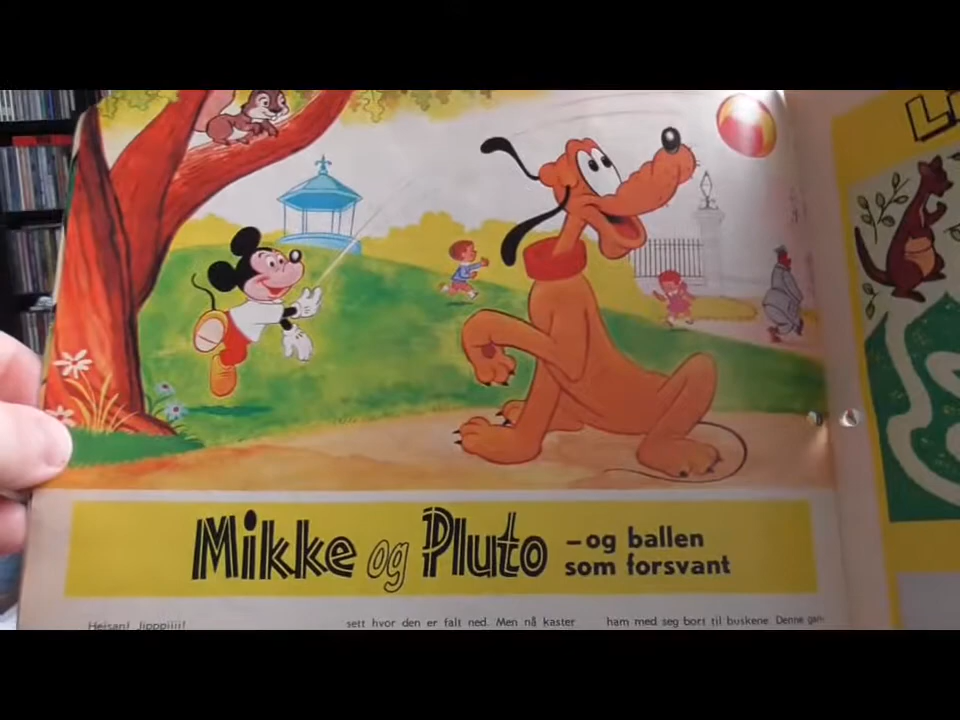 Mikke og Pluto
– og ballen
som forsvant
Heisan! Jipppiiii!
sett hvor den er falt ned. Men nå kaster
ham med seg bort til buskene. Denne gan-